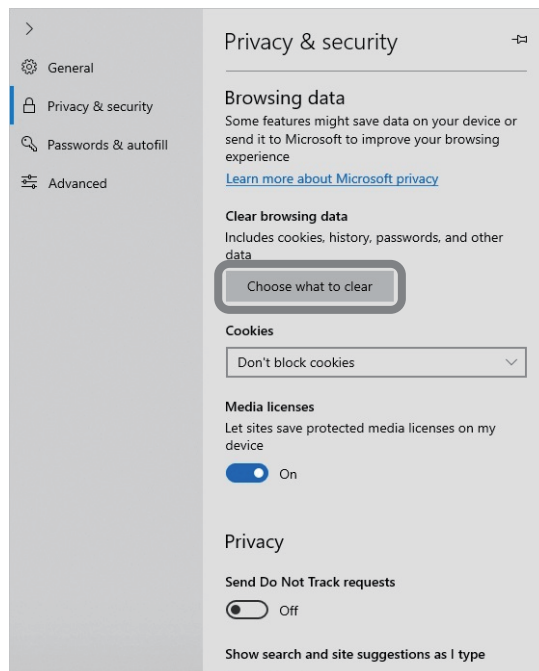 General
Privacy & security
Passwords & autofill
Advanced
Privacy & security
Browsing data
Some features might save data on your device or
send it to Microsoft to improve your browsing
experience
Learn more about Microsoft privacy
Clear browsing data
Includes cookies, history, passwords, and other
data
Choose what to clear
Cookies
Don't block cookies
Media licenses
Let sites save protected media licenses on my
device
On
Privacy
Send Do Not Track requests
Off
Show search and site suggestions as I type